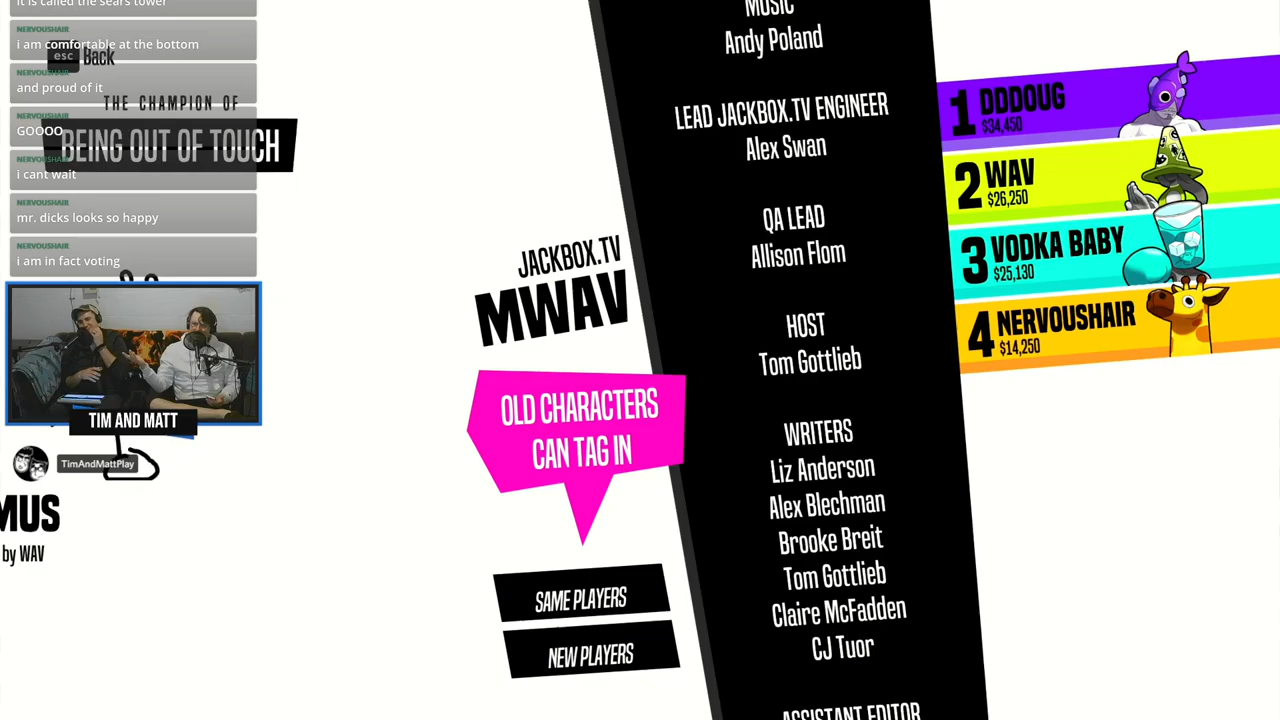 it is called the sears tower
NERVOUSHAIR
i am comfortable at the bottom
esc Back
NERVOUSHAIR
and proud of it
THE CHAMPION OF
NERVOUSHAIR
GOOOO
BEING OUT OF TOUCH
NERVOUSHAIR
i cant wait
NERVOUSHAIR
mr. dicks looks so happy
NERVOUSHAIR
i am in fact voting
TIM AND MATT
TimAndMattPlay
MUS
by WAV
JACKBOX.TV
MWAV
OLD CHARACTERS
CAN TAG IN
SAME PLAYERS
NEW PLAYERS
MUSIC
Andy Poland
LEAD JACKBOX.TV ENGINEER
Alex Swan
QA LEAD
Allison Flom
HOST
Tom Gottlieb
WRITERS
Liz Anderson
Alex Blechman
Brooke Breit
Tom Gottlieb
Claire McFadden
CJ Tuor
ASSISTANT EDITOR
1 DDDOUG
$34,450
2 WAV
$26,250
3 VODKA BABY
$25,130
4 NERVOUSHAIR
$14,250